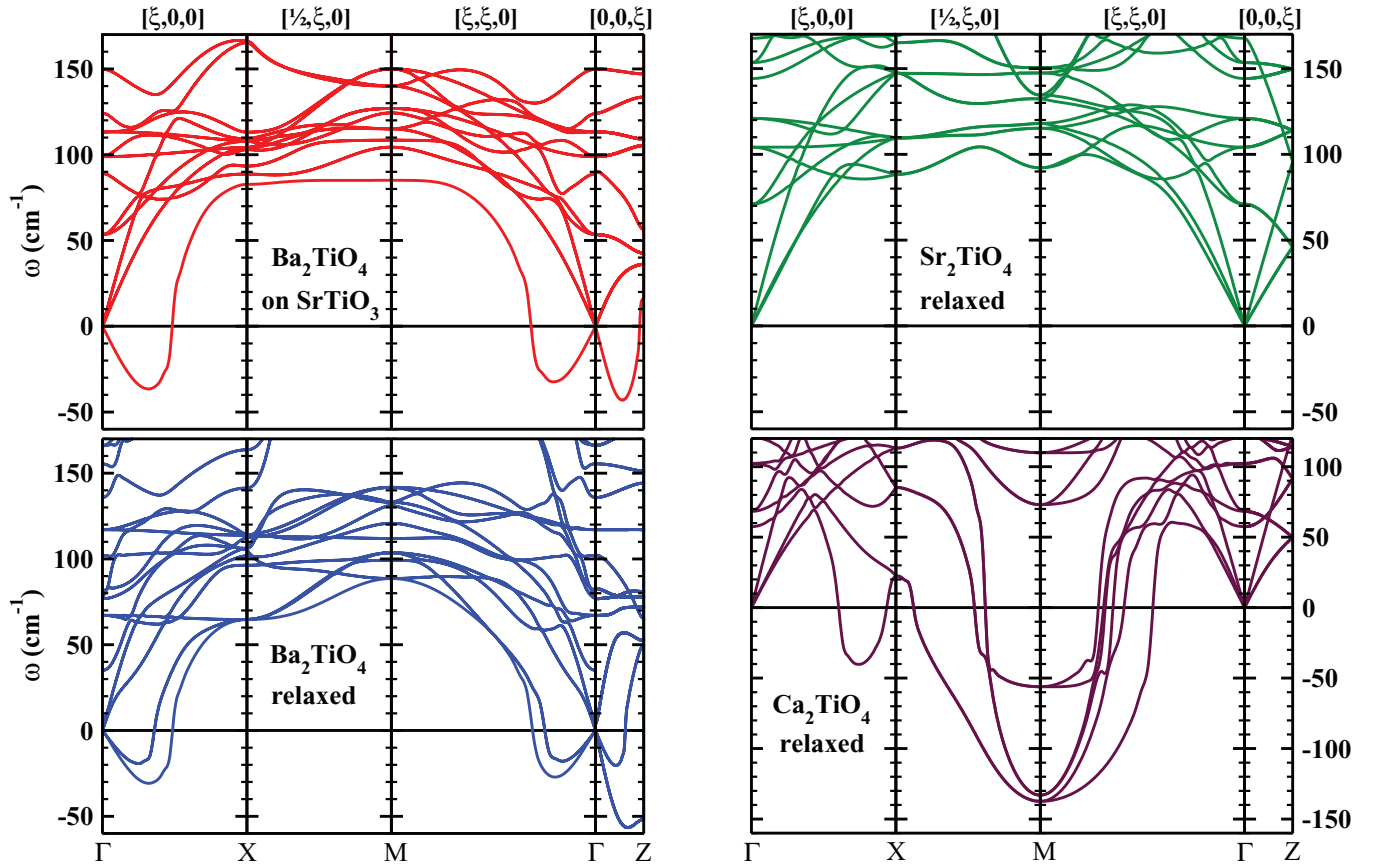 [ξ,0,0] [½,ξ,0] [ξ,ξ,0] [0,0,ξ] [ξ,0,0] [½,ξ,0] [ξ,ξ,0] [0,0,ξ]
150 150
100 100
50 50
0 0
-50 -50
ω (cm⁻¹)
Ba₂TiO₄
on SrTiO₃
Sr₂TiO₄
relaxed
150 100
100 50
50 0
0 -50
-50 -100
-150
ω (cm⁻¹)
Ba₂TiO₄
relaxed
Ca₂TiO₄
relaxed
Γ X M Γ Z Γ X M Γ Z